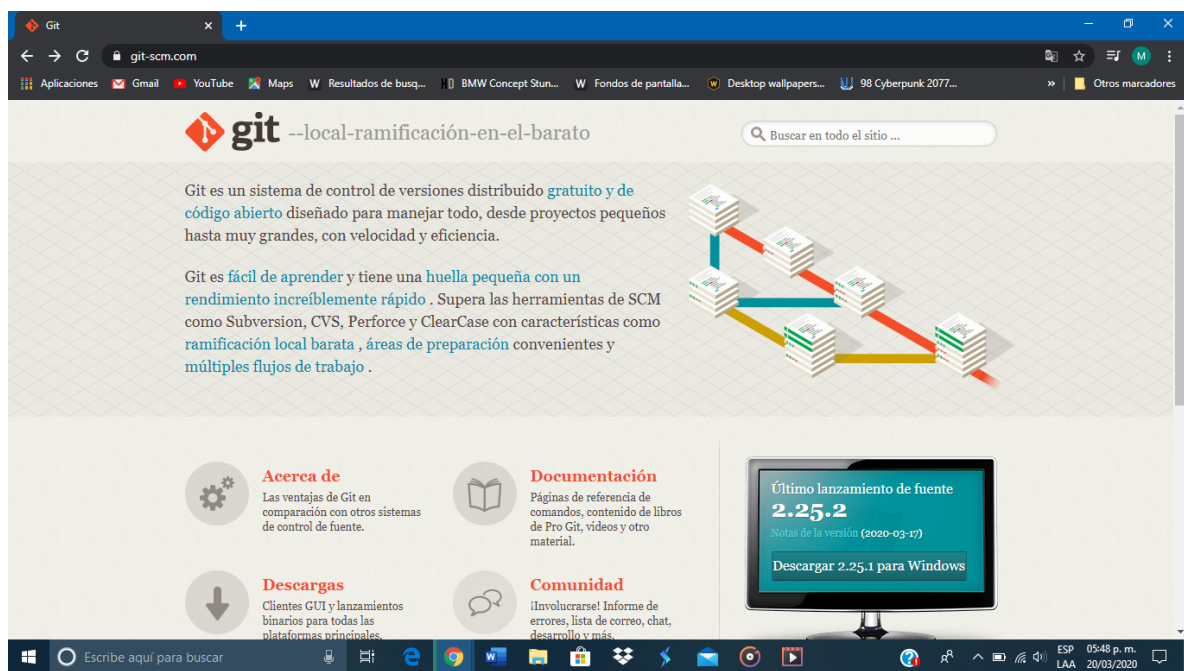 Git
git-scm.com
M
Aplicaciones Gmail YouTube Maps Resultados de busq... BMW Concept Stun... Fondos de pantalla... Desktop wallpapers... 98 Cyberpunk 2077... » Otros marcadores
git --local-ramificación-en-el-barato
Buscar en todo el sitio ...
Git es un sistema de control de versiones distribuido gratuito y de
código abierto diseñado para manejar todo, desde proyectos pequeños
hasta muy grandes, con velocidad y eficiencia.
Git es fácil de aprender y tiene una huella pequeña con un
rendimiento increíblemente rápido . Supera las herramientas de SCM
como Subversion, CVS, Perforce y ClearCase con características como
ramificación local barata , áreas de preparación convenientes y
múltiples flujos de trabajo .
Acerca de
Las ventajas de Git en
comparación con otros sistemas
de control de fuente.
Documentación
Páginas de referencia de
comandos, contenido de libros
de Pro Git, videos y otro
material.
Descargas
Clientes GUI y lanzamientos
binarios para todas las
plataformas principales.
Comunidad
¡Involucrarse! Informe de
errores, lista de correo, chat,
desarrollo y más.
Último lanzamiento de fuente
2.25.2
Notas de la versión (2020-03-17)
Descargar 2.25.1 para Windows
Escribe aquí para buscar
ESP 05:48 p. m.
LAA 20/03/2020